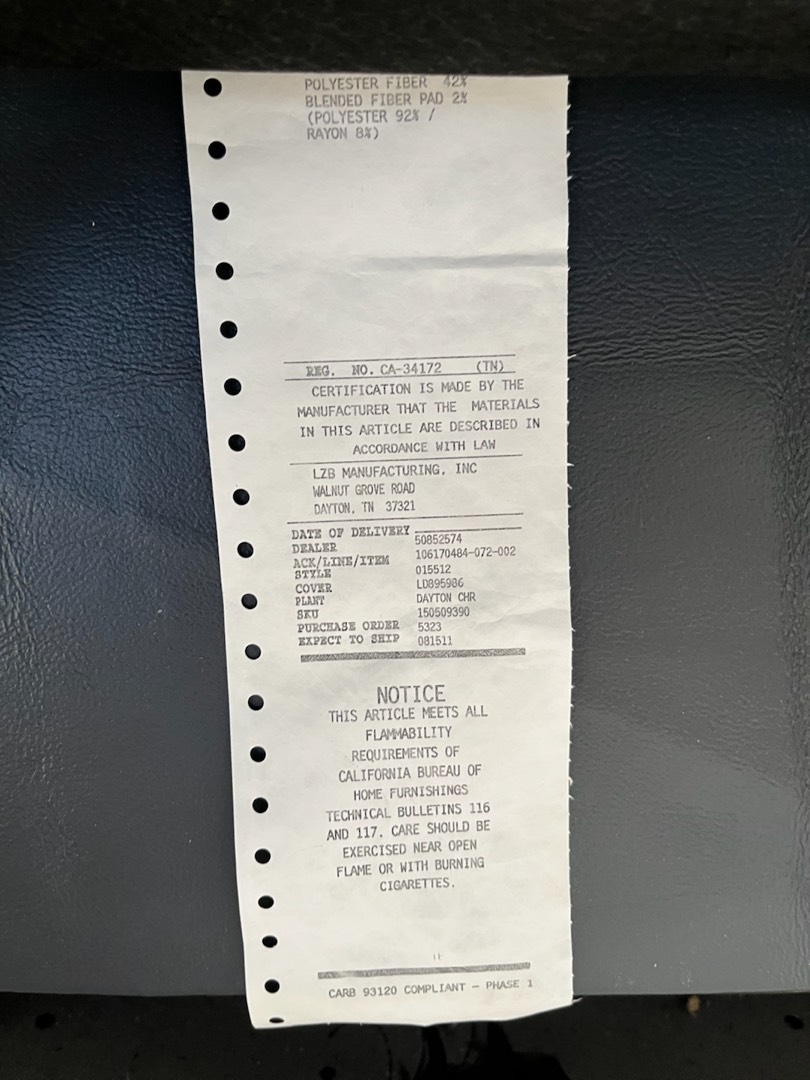 POLYESTER FIBER 42%
BLENDED FIBER PAD 2%
(POLYESTER 92% /
RAYON 8%)
REG. NO. CA-34172 (TN)
CERTIFICATION IS MADE BY THE
MANUFACTURER THAT THE MATERIALS
IN THIS ARTICLE ARE DESCRIBED IN
ACCORDANCE WITH LAW
LZB MANUFACTURING, INC
WALNUT GROVE ROAD
DAYTON, TN 37321
DATE OF DELIVERY
DEALER 50852574
ACK/LINE/ITEM 106170484-072-002
STYLE 015512
COVER LD895986
PLANT DAYTON CHR
SKU 150509390
PURCHASE ORDER 5323
EXPECT TO SHIP 081511
NOTICE
THIS ARTICLE MEETS ALL
FLAMMABILITY
REQUIREMENTS OF
CALIFORNIA BUREAU OF
HOME FURNISHINGS
TECHNICAL BULLETINS 116
AND 117. CARE SHOULD BE
EXERCISED NEAR OPEN
FLAME OR WITH BURNING
CIGARETTES.
CARB 93120 COMPLIANT - PHASE 1